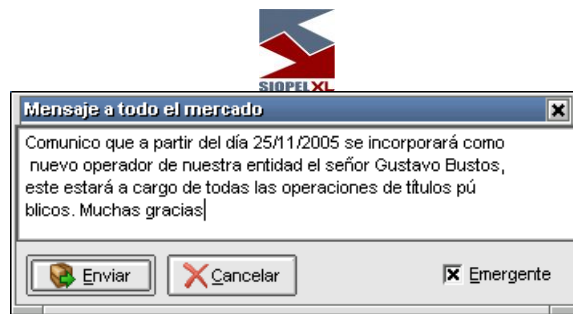 SIOPEL XL
Mensaje a todo el mercado
Comunico que a partir del día 25/11/2005 se incorporará como
nuevo operador de nuestra entidad el señor Gustavo Bustos,
este estará a cargo de todas las operaciones de títulos pú
blicos. Muchas gracias
Enviar Cancelar Emergente